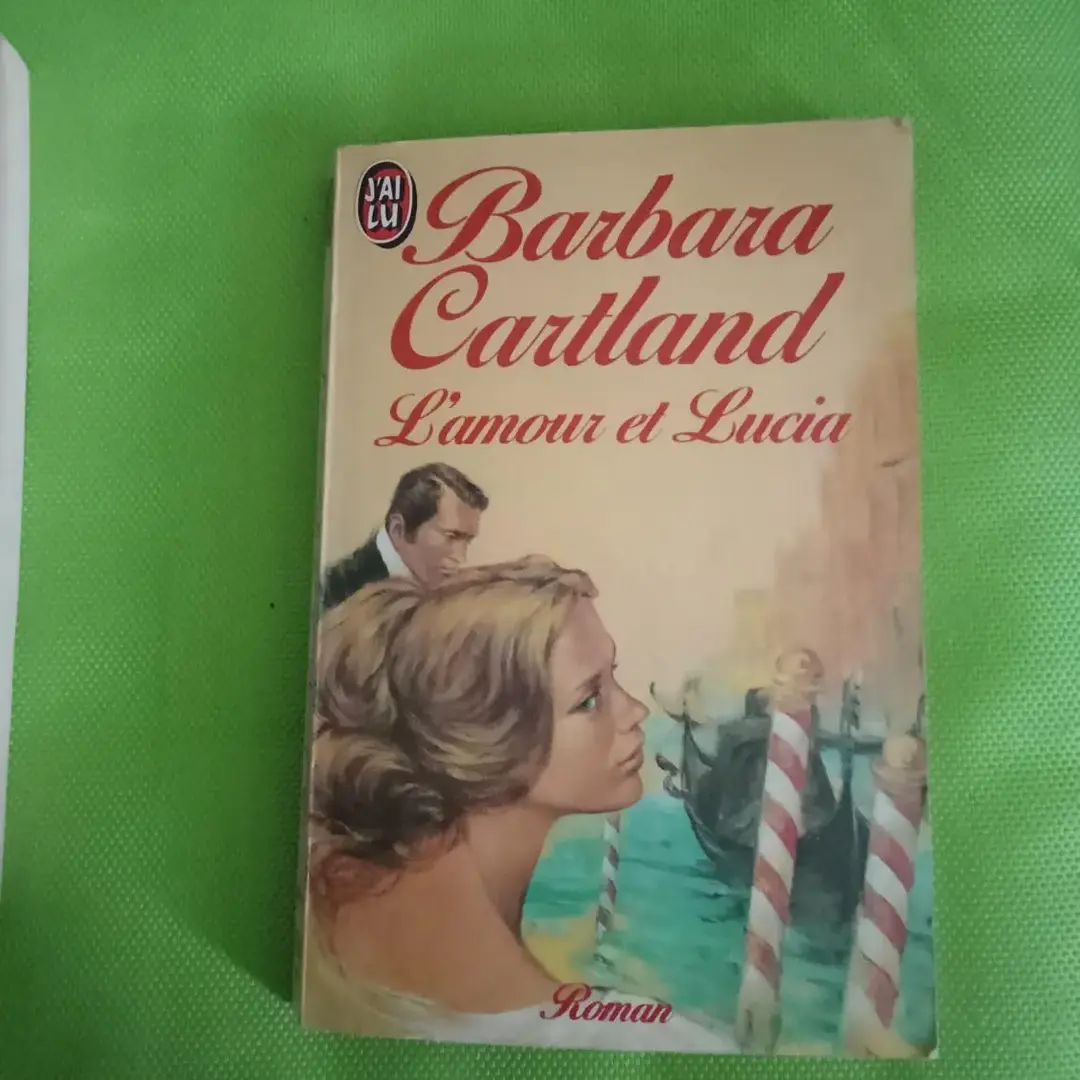 J'AI
LU
Barbara
Cartland
L'amour et Lucia
Roman